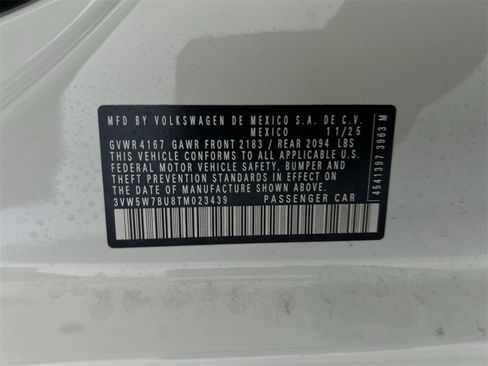 MFD BY VOLKSWAGEN DE MEXICO S.A. DE C.V.
MEXICO 11/25
GVWR 4167 GAWR FRONT 2183 / REAR 2094 LBS
THIS VEHICLE CONFORMS TO ALL APPLICABLE U.S.
FEDERAL MOTOR VEHICLE SAFETY, BUMPER, AND
THEFT PREVENTION STANDARDS IN EFFECT ON THE
DATE OF MANUFACTURE SHOWN ABOVE.
3VW5W7BU8TM023439 PASSENGER CAR
4541397 3963 M